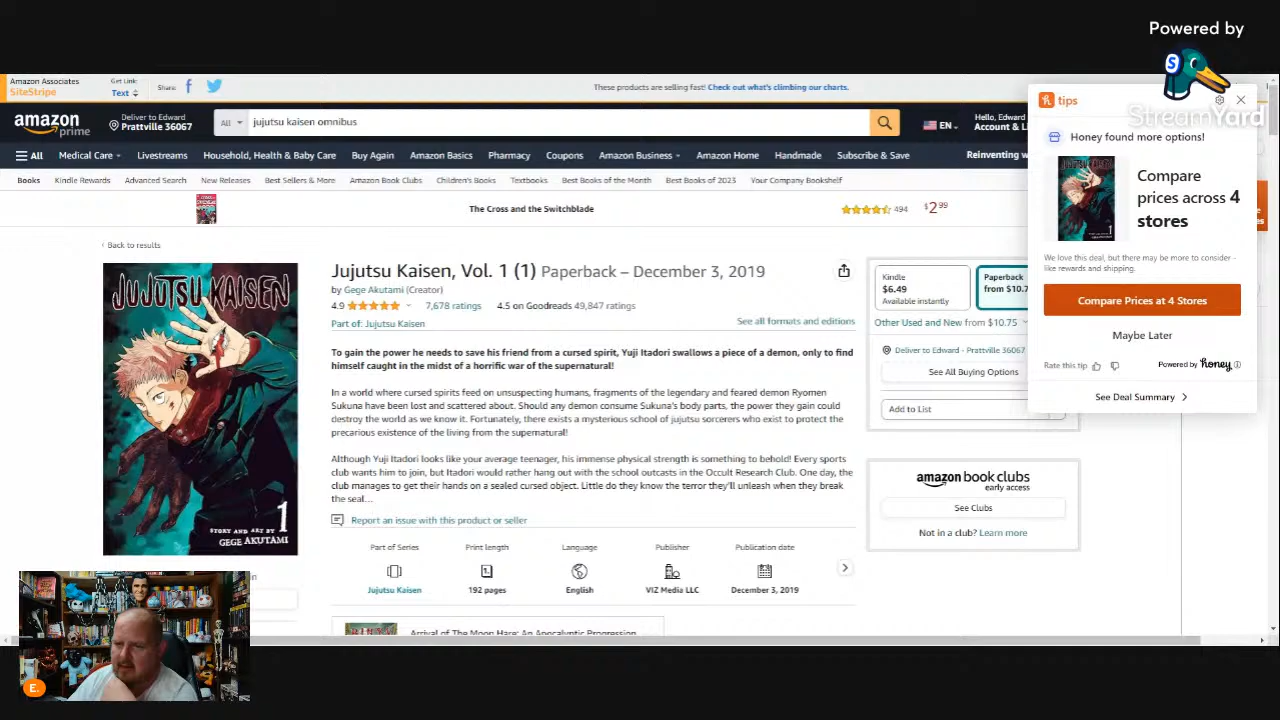 Powered by
StreamYard
Amazon Associates
SiteStripe
Get Link:
Text
Share:
These products are selling fast! Check out what's climbing our charts.
amazon
prime
Deliver to Edward
Prattville 36067
All
jujutsu kaisen omnibus
EN
Hello, Edward
Account & Li
All
Medical Care
Livestreams
Household, Health & Baby Care
Buy Again
Amazon Basics
Pharmacy
Coupons
Amazon Business
Amazon Home
Handmade
Subscribe & Save
Reinventing w
Books
Kindle Rewards
Advanced Search
New Releases
Best Sellers & More
Amazon Book Clubs
Children's Books
Textbooks
Best Books of the Month
Best Books of 2023
Your Company Bookshelf
The Cross and the Switchblade
494
$2.99
Back to results
JUJUTSU KAISEN
1
STORY AND ART BY
GEGE AKUTAMI
Jujutsu Kaisen, Vol. 1 (1) Paperback – December 3, 2019
by Gege Akutami (Creator)
4.9
7,678 ratings
4.5 on Goodreads 49,847 ratings
Part of: Jujutsu Kaisen
See all formats and editions
To gain the power he needs to save his friend from a cursed spirit, Yuji Itadori swallows a piece of a demon, only to find
himself caught in the midst of a horrific war of the supernatural!
In a world where cursed spirits feed on unsuspecting humans, fragments of the legendary and feared demon Ryomen
Sukuna have been lost and scattered about. Should any demon consume Sukuna's body parts, the power they gain could
destroy the world as we know it. Fortunately, there exists a mysterious school of jujutsu sorcerers who exist to protect the
precarious existence of the living from the supernatural!
Although Yuji Itadori looks like your average teenager, his immense physical strength is something to behold! Every sports
club wants him to join, but Itadori would rather hang out with the school outcasts in the Occult Research Club. One day, the
club manages to get their hands on a sealed cursed object. Little do they know the terror they'll unleash when they break
the seal...
Report an issue with this product or seller
Part of Series
Print length
Language
Publisher
Publication date
Jujutsu Kaisen
192 pages
English
VIZ Media LLC
December 3, 2019
Arrival of The Moon Hare: An Apocalyptic Progression
Kindle
$6.49
Available instantly
Paperback
from $10.7
Other Used and New from $10.75
Deliver to Edward - Prattville 36067
See All Buying Options
Add to List
amazon book clubs
early access
See Clubs
Not in a club? Learn more
tips
Honey found more options!
Compare
prices across 4
stores
We love this deal, but there may be more to consider -
like rewards and shipping.
Compare Prices at 4 Stores
Maybe Later
Rate this tip
Powered by honey
See Deal Summary
E.